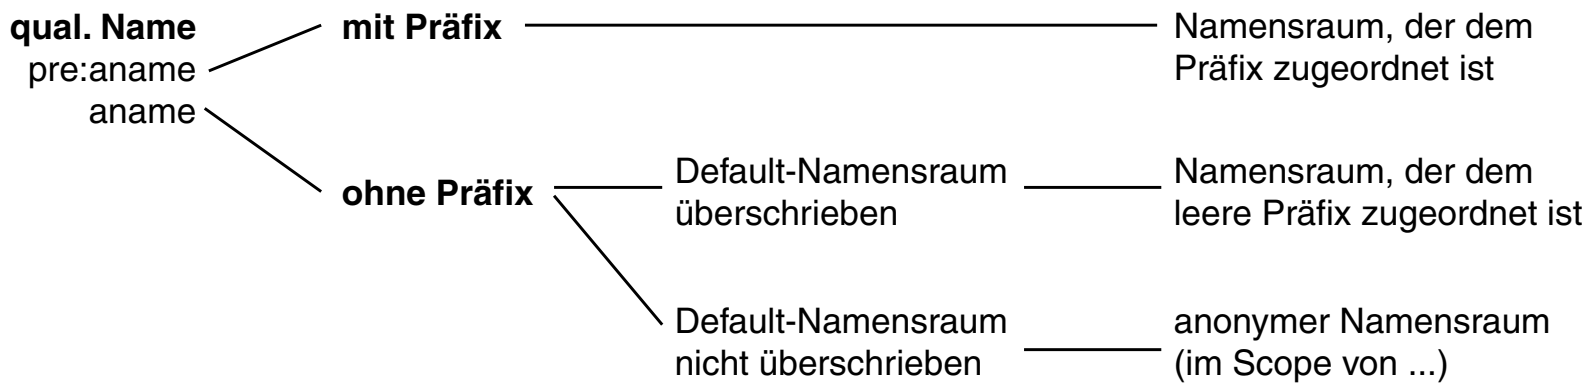 qual. Name
pre:aname
aname
mit Präfix
Namensraum, der dem
Präfix zugeordnet ist
ohne Präfix
Default-Namensraum
überschrieben
Namensraum, der dem
leere Präfix zugeordnet ist
Default-Namensraum
nicht überschrieben
anonymer Namensraum
(im Scope von ...)